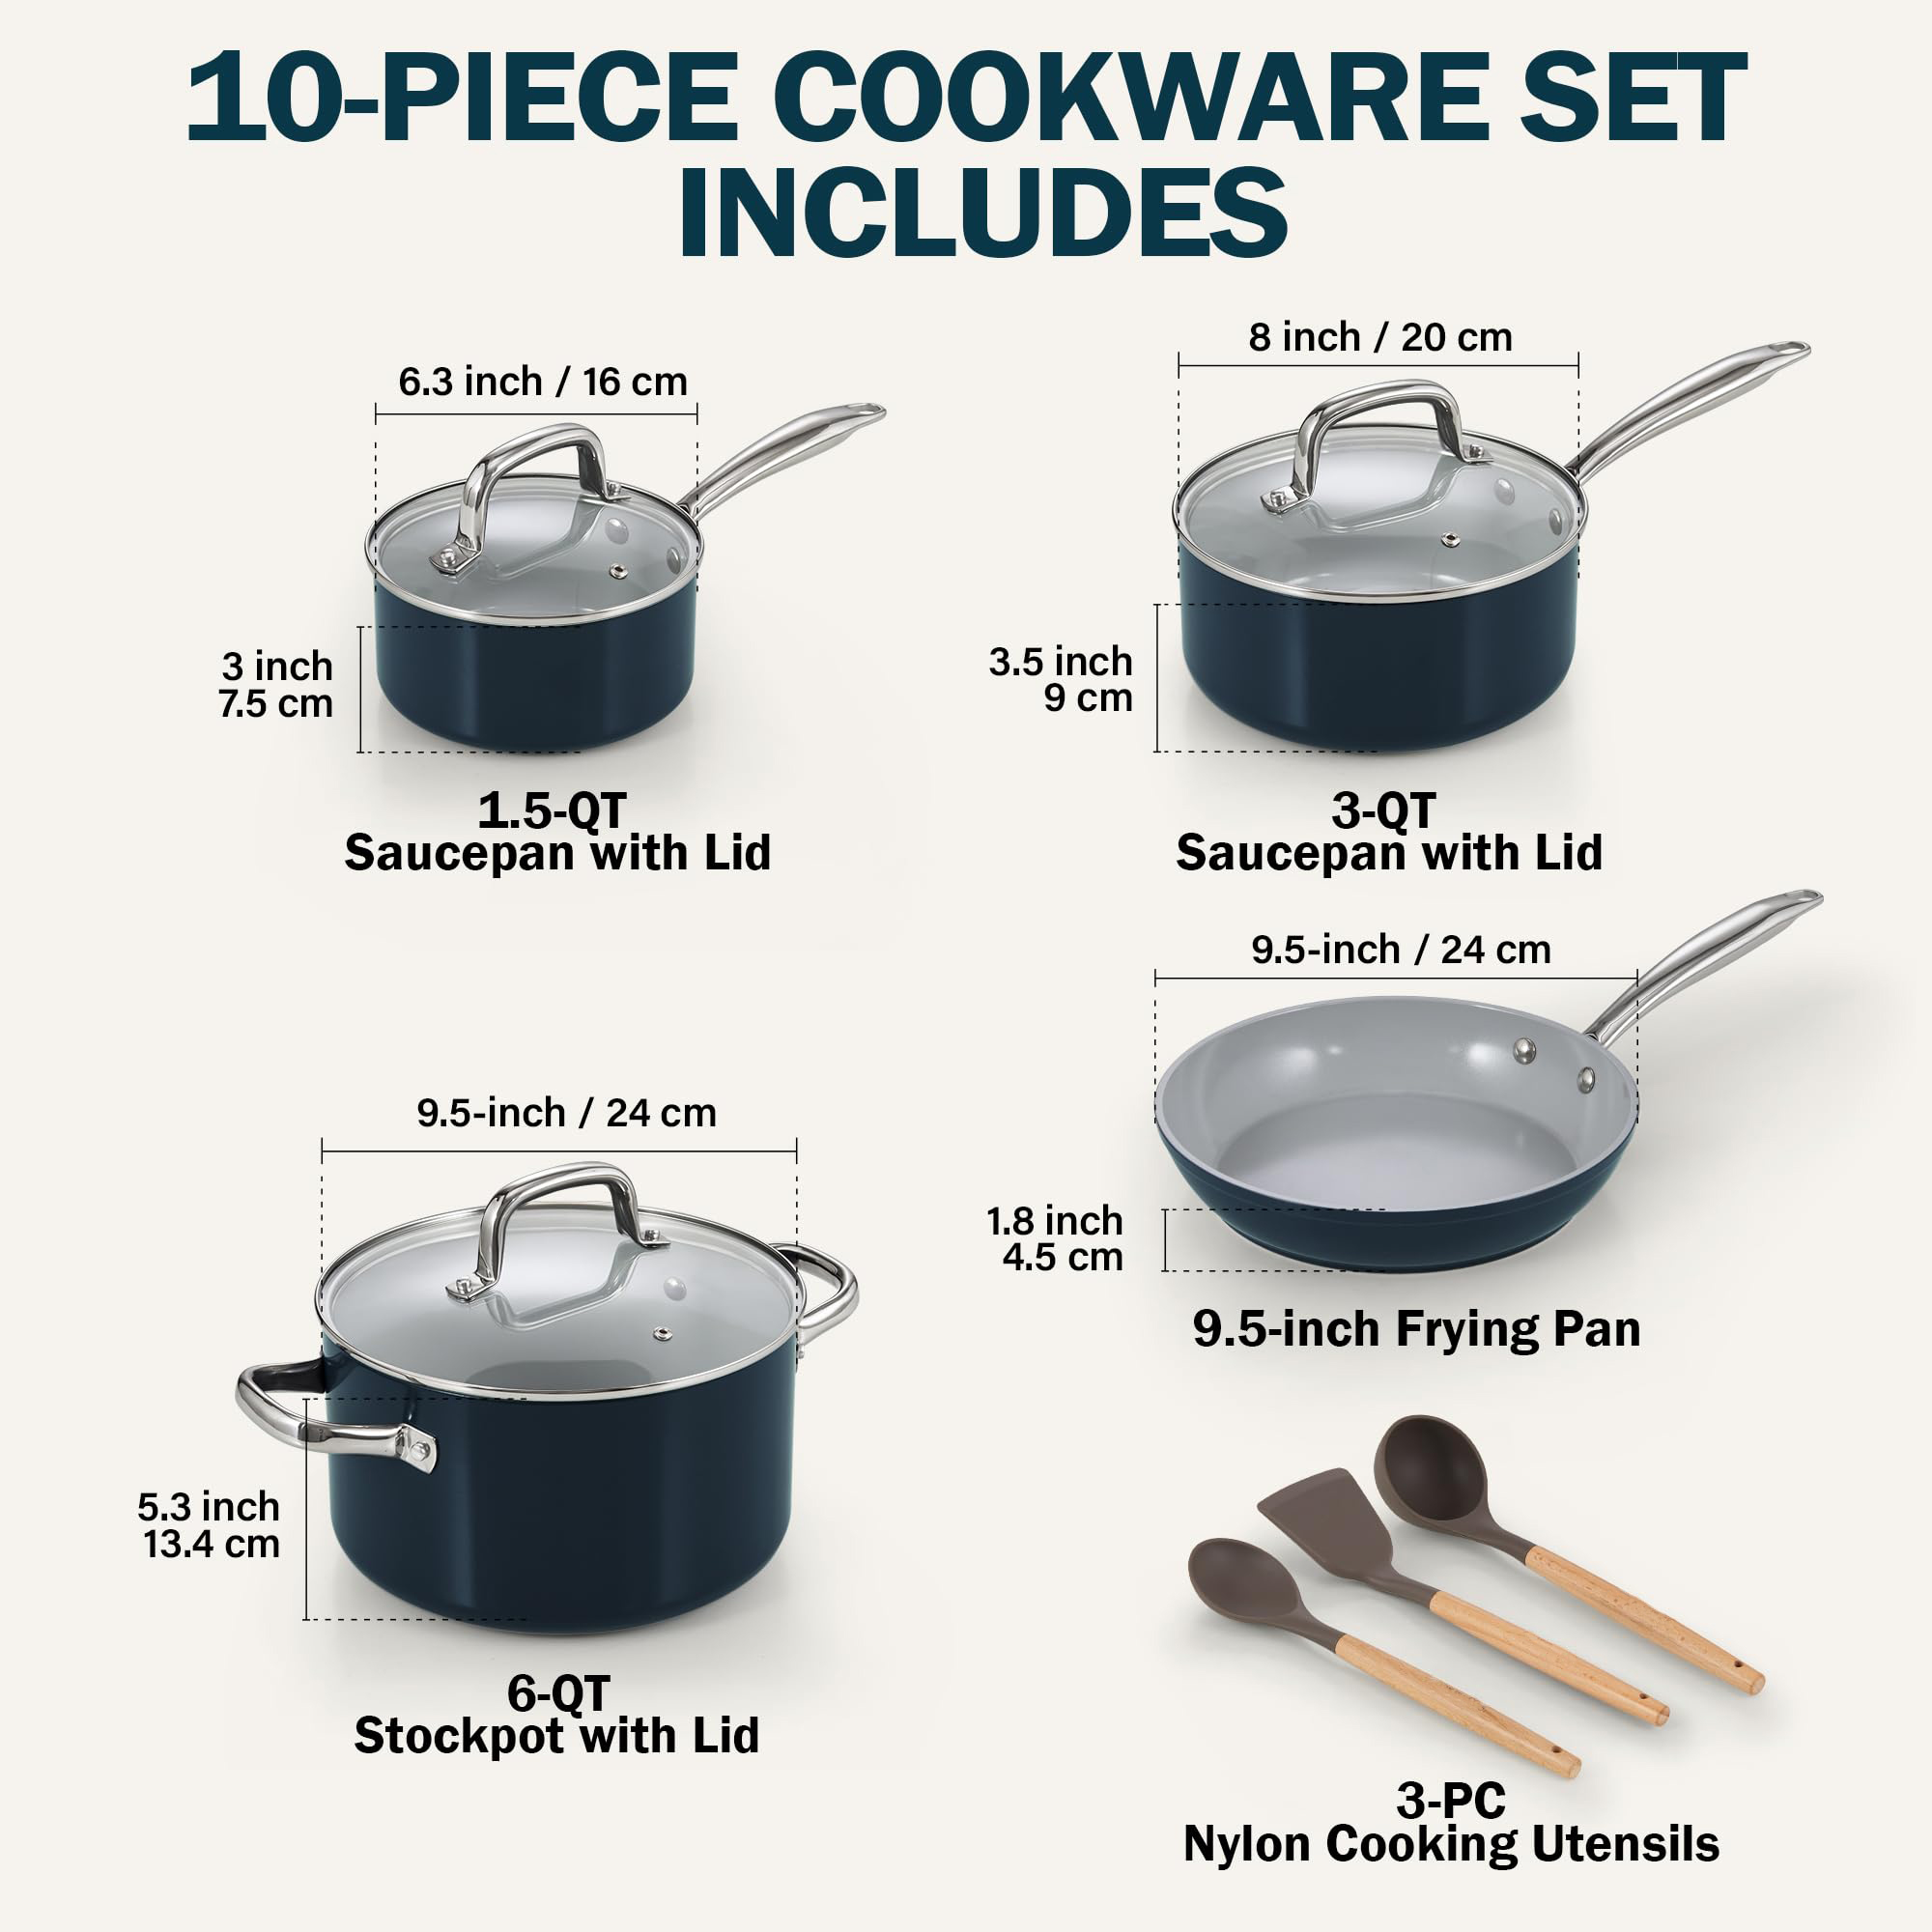 10-PIECE COOKWARE SET
INCLUDES
6.3 inch / 16 cm
3 inch
7.5 cm
1.5-QT
Saucepan with Lid
8 inch / 20 cm
3.5 inch
9 cm
3-QT
Saucepan with Lid
9.5-inch / 24 cm
5.3 inch
13.4 cm
6-QT
Stockpot with Lid
9.5-inch / 24 cm
1.8 inch
4.5 cm
9.5-inch Frying Pan
3-PC
Nylon Cooking Utensils